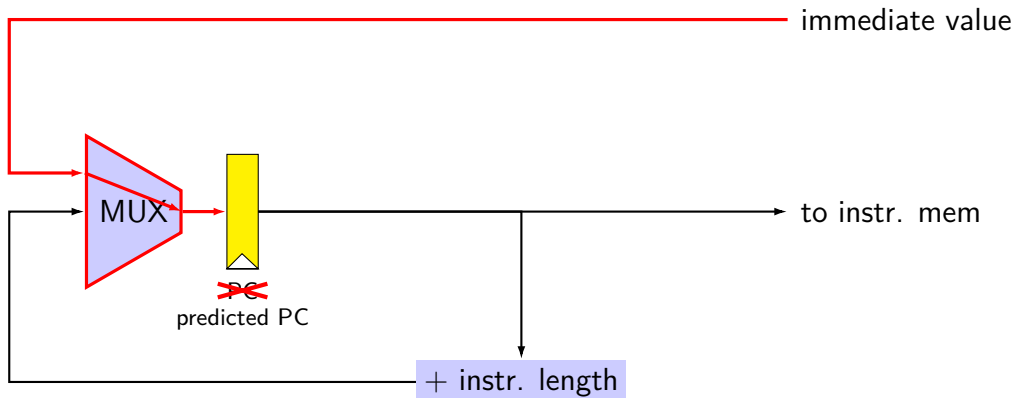 immediate value
MUX
to instr. mem
PC
predicted PC
+ instr. length